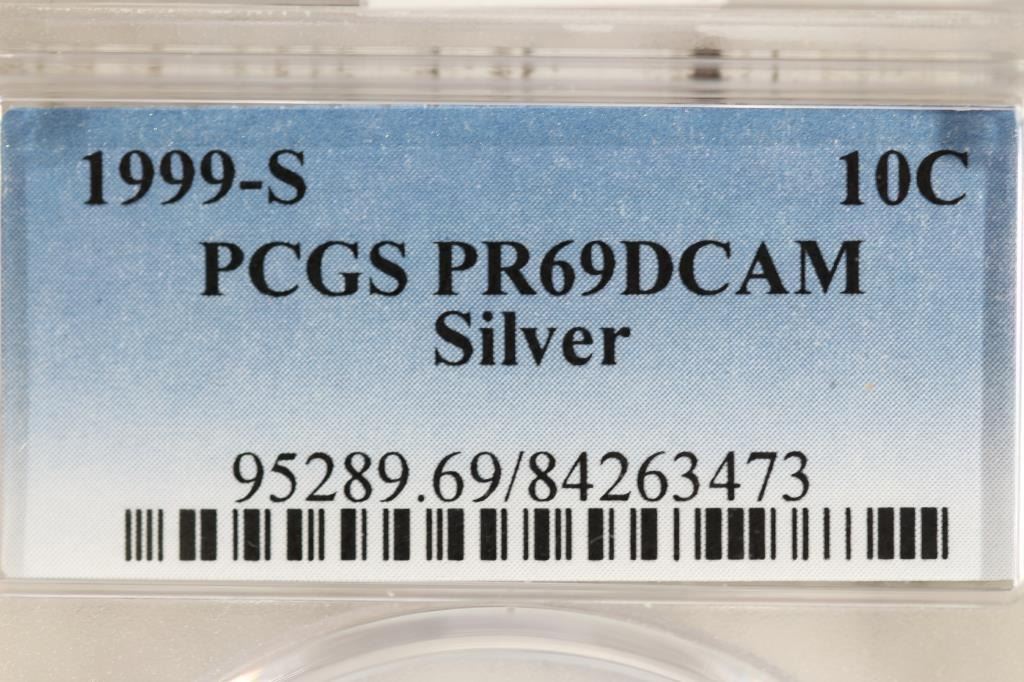 1999-S 10C
PCGS PR69DCAM
Silver
95289.69/84263473